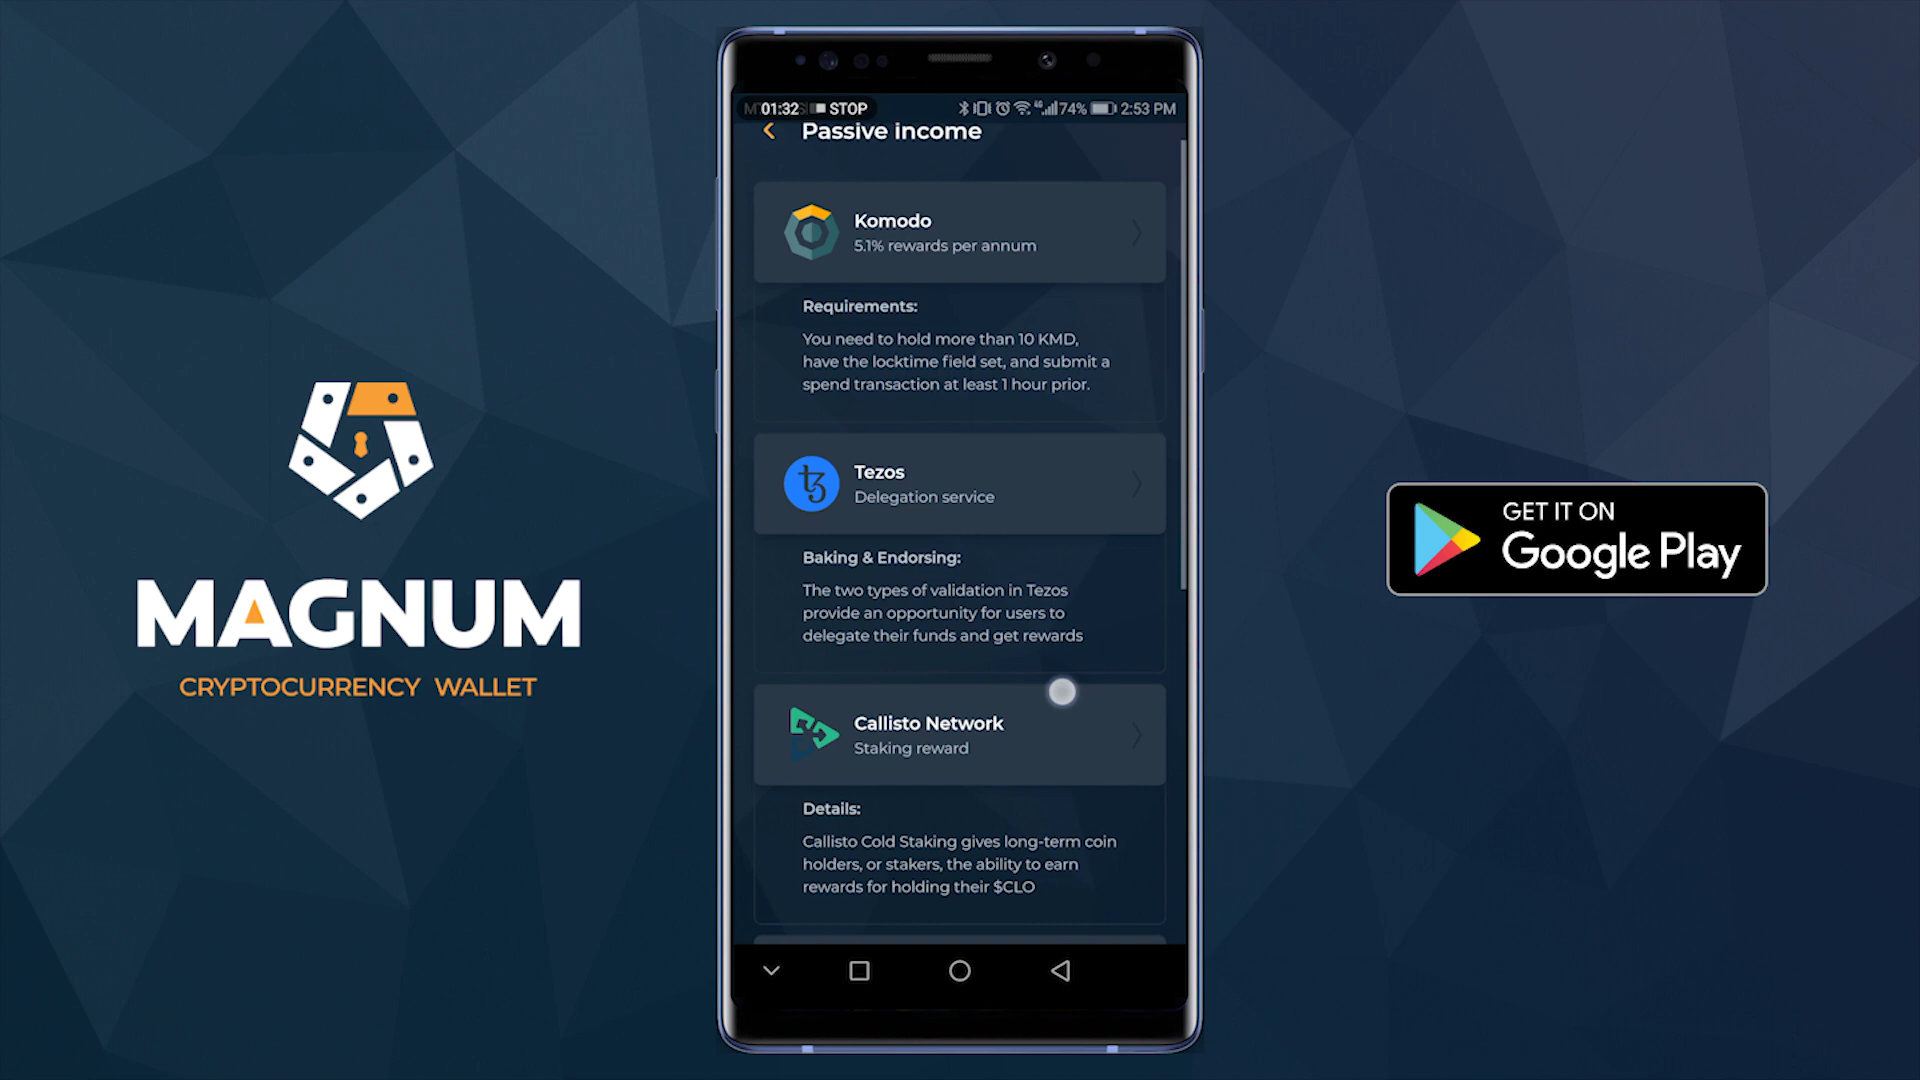 MAGNUM
CRYPTOCURRENCY WALLET
01:32 STOP
74% 2:53 PM
Passive income
Komodo
5.1% rewards per annum
Requirements:
You need to hold more than 10 KMD,
have the locktime field set, and submit a
spend transaction at least 1 hour prior.
Tezos
Delegation service
Baking & Endorsing:
The two types of validation in Tezos
provide an opportunity for users to
delegate their funds and get rewards
Callisto Network
Staking reward
Details:
Callisto Cold Staking gives long-term coin
holders, or stakers, the ability to earn
rewards for holding their $CLO
GET IT ON
Google Play